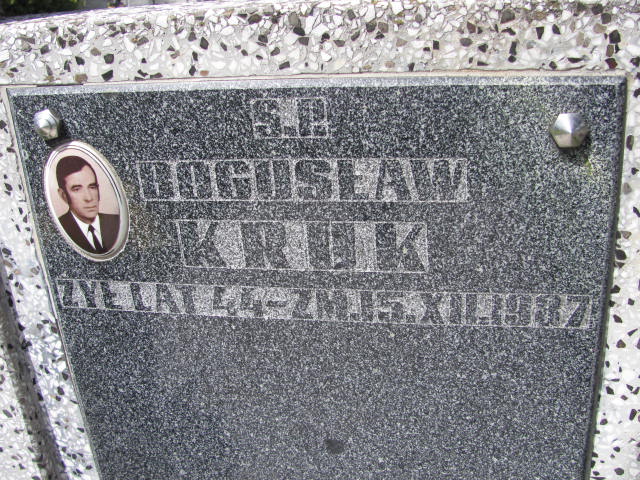 Ś.P.
BOGUSŁAW
KRUK
ŻYŁ LAT 44-ZM.15.XII.1987